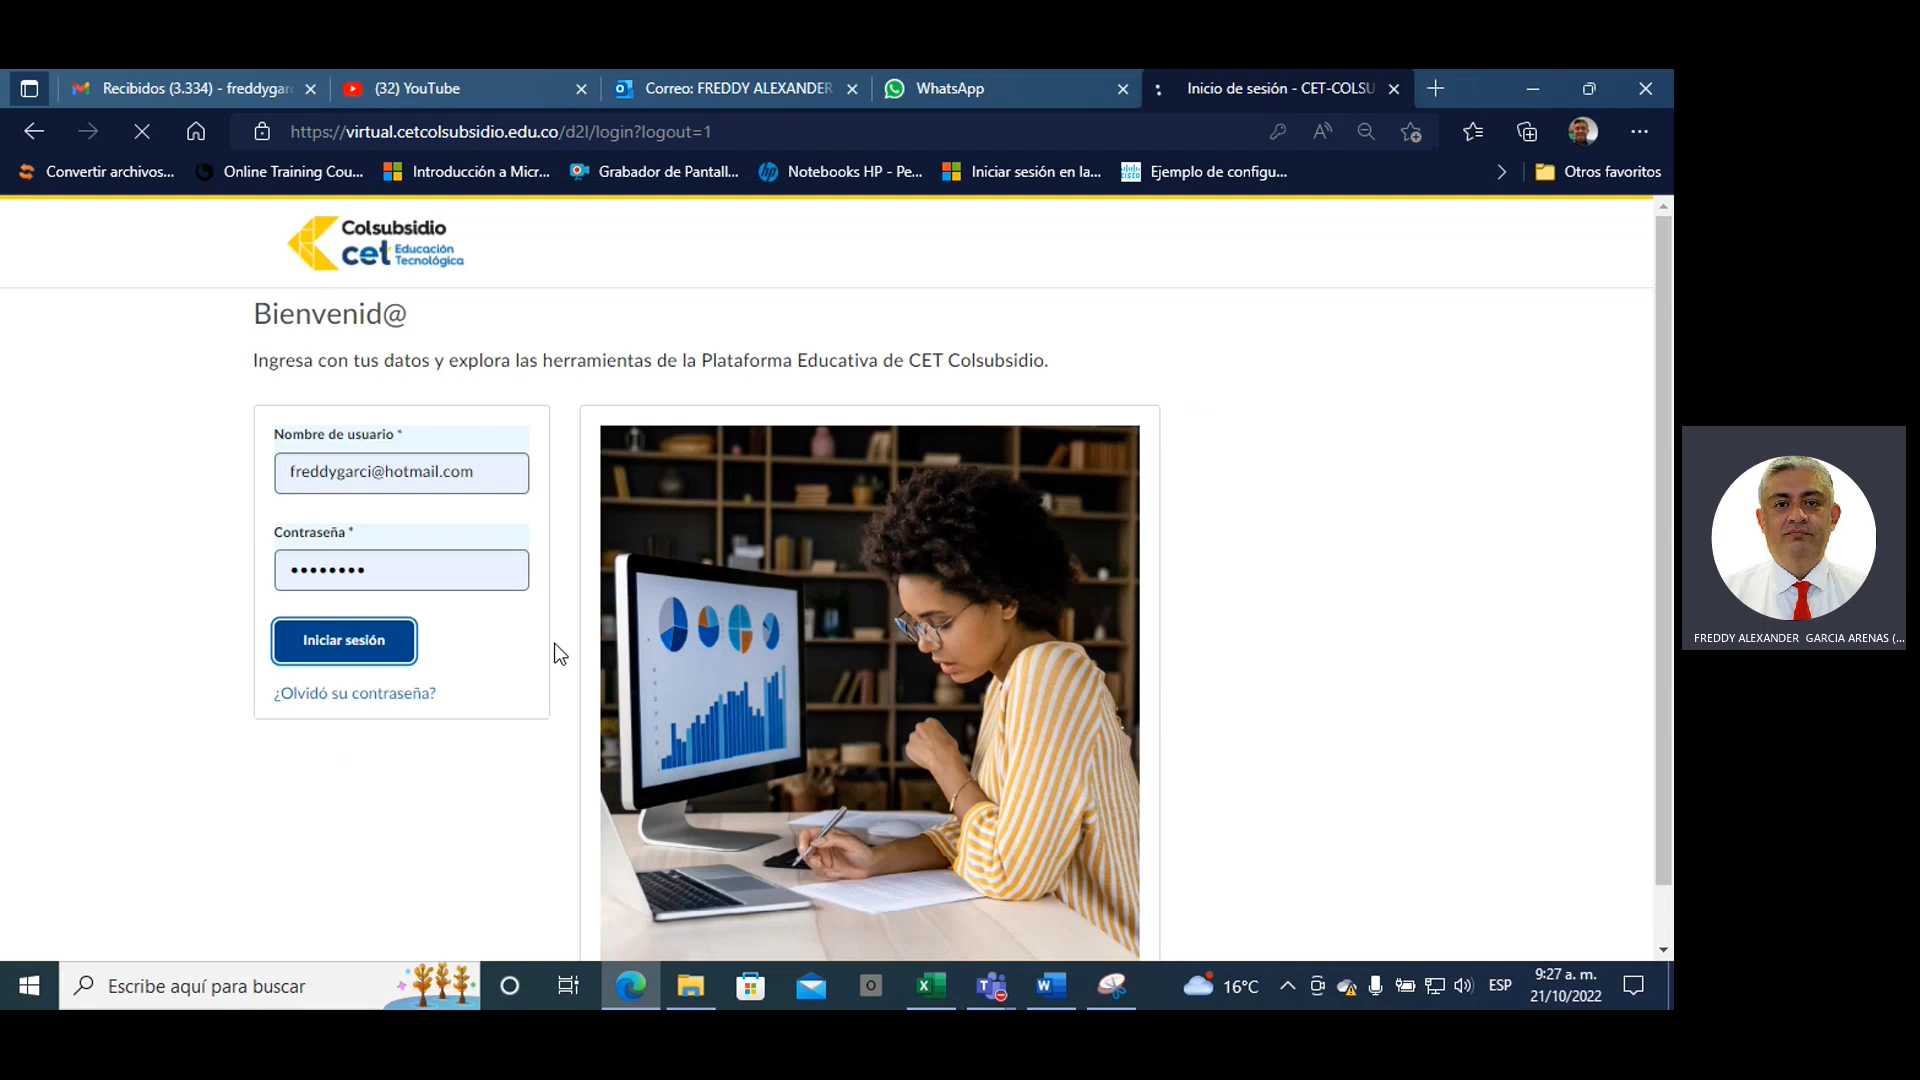 Recibidos (3.334) - freddygar
(32) YouTube
Correo: FREDDY ALEXANDER
WhatsApp
Inicio de sesión - CET-COLSU
https://virtual.cetcolsubsidio.edu.co/d2l/login?logout=1
Convertir archivos...
Online Training Cou...
Introducción a Micr...
Grabador de Pantall...
Notebooks HP - Pe...
Iniciar sesión en la...
Ejemplo de configu...
Otros favoritos
Colsubsidio
cet Educación
Tecnológica
Bienvenid@
Ingresa con tus datos y explora las herramientas de la Plataforma Educativa de CET Colsubsidio.
Nombre de usuario *
freddygarci@hotmail.com
Contraseña *
Iniciar sesión
¿Olvidó su contraseña?
FREDDY ALEXANDER GARCIA ARENAS (...
Escribe aquí para buscar
16°C
ESP
9:27 a. m.
21/10/2022